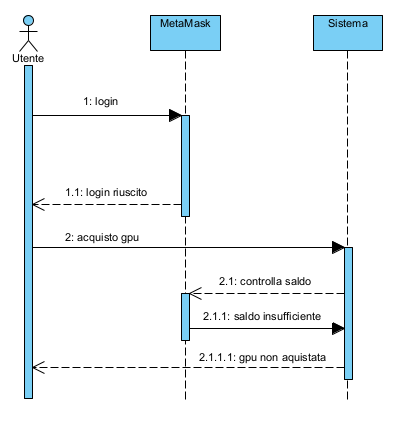 MetaMask
Sistema
Utente
1: login
1.1: login riuscito
2: acquisto gpu
2.1: controlla saldo
2.1.1: saldo insufficiente
2.1.1.1: gpu non aquistata